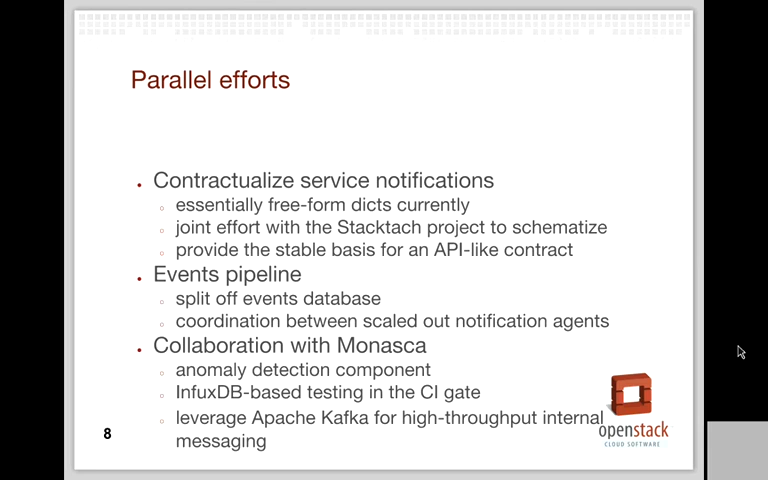 Parallel efforts
Contractualize service notifications
essentially free-form dicts currently
joint effort with the Stacktach project to schematize
provide the stable basis for an API-like contract
Events pipeline
split off events database
coordination between scaled out notification agents
Collaboration with Monasca
anomaly detection component
InfuxDB-based testing in the CI gate
leverage Apache Kafka for high-throughput internal
messaging
8
openstack
CLOUD SOFTWARE